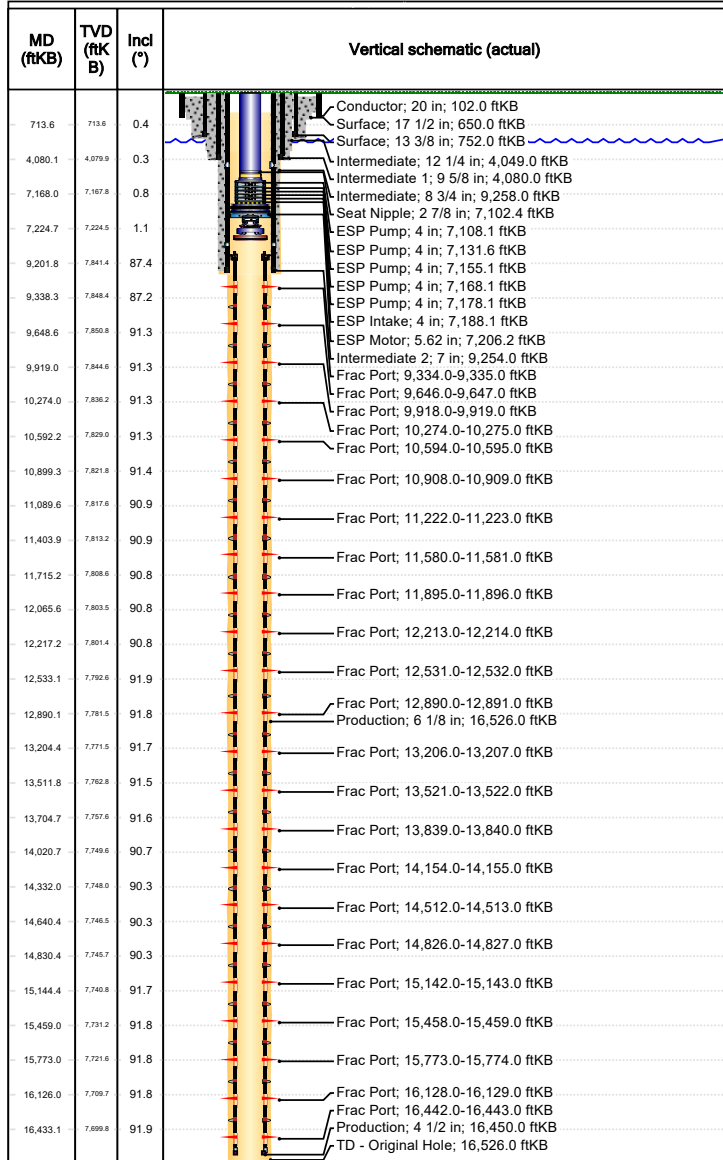 MD (ftKB) TVD (ftK B) Incl (°) Vertical schematic (actual)
Conductor; 20 in; 102.0 ftKB
713.6 713.6 0.4 Surface; 17 1/2 in; 650.0 ftKB
Surface; 13 3/8 in; 752.0 ftKB
4,080.1 4,079.9 0.3 Intermediate; 12 1/4 in; 4,049.0 ftKB
Intermediate 1; 9 5/8 in; 4,080.0 ftKB
7,168.0 7,167.8 0.8 Intermediate; 8 3/4 in; 9,258.0 ftKB
Seat Nipple; 2 7/8 in; 7,102.4 ftKB
7,224.7 7,224.5 1.1 ESP Pump; 4 in; 7,108.1 ftKB
ESP Pump; 4 in; 7,131.6 ftKB
9,201.8 7,841.4 87.4 ESP Pump; 4 in; 7,155.1 ftKB
ESP Pump; 4 in; 7,168.1 ftKB
9,338.3 7,848.4 87.2 ESP Pump; 4 in; 7,178.1 ftKB
ESP Intake; 4 in; 7,188.1 ftKB
9,648.6 7,850.8 91.3 ESP Motor; 5.62 in; 7,206.2 ftKB
Intermediate 2; 7 in; 9,254.0 ftKB
9,919.0 7,844.6 91.3 Frac Port; 9,334.0-9,335.0 ftKB
Frac Port; 9,646.0-9,647.0 ftKB
10,274.0 7,836.2 91.3 Frac Port; 9,918.0-9,919.0 ftKB
Frac Port; 10,274.0-10,275.0 ftKB
10,592.2 7,829.0 91.3 Frac Port; 10,594.0-10,595.0 ftKB
10,899.3 7,821.8 91.4 Frac Port; 10,908.0-10,909.0 ftKB
11,089.6 7,817.6 90.9 Frac Port; 11,222.0-11,223.0 ftKB
11,403.9 7,813.2 90.9 Frac Port; 11,580.0-11,581.0 ftKB
11,715.2 7,808.6 90.8 Frac Port; 11,895.0-11,896.0 ftKB
12,065.6 7,803.5 90.8 Frac Port; 12,213.0-12,214.0 ftKB
12,217.2 7,801.4 90.8
12,533.1 7,792.6 91.9 Frac Port; 12,531.0-12,532.0 ftKB
Frac Port; 12,890.0-12,891.0 ftKB
12,890.1 7,781.5 91.8 Production; 6 1/8 in; 16,526.0 ftKB
13,204.4 7,771.5 91.7 Frac Port; 13,206.0-13,207.0 ftKB
13,511.8 7,762.8 91.5 Frac Port; 13,521.0-13,522.0 ftKB
13,704.7 7,757.6 91.6 Frac Port; 13,839.0-13,840.0 ftKB
14,020.7 7,749.6 90.7 Frac Port; 14,154.0-14,155.0 ftKB
14,332.0 7,748.0 90.3 Frac Port; 14,512.0-14,513.0 ftKB
14,640.4 7,746.5 90.3 Frac Port; 14,826.0-14,827.0 ftKB
14,830.4 7,745.7 90.3
15,144.4 7,740.8 91.7 Frac Port; 15,142.0-15,143.0 ftKB
15,459.0 7,731.2 91.8 Frac Port; 15,458.0-15,459.0 ftKB
15,773.0 7,721.6 91.8 Frac Port; 15,773.0-15,774.0 ftKB
16,126.0 7,709.7 91.8 Frac Port; 16,128.0-16,129.0 ftKB
Frac Port; 16,442.0-16,443.0 ftKB
16,433.1 7,699.8 91.9 Production; 4 1/2 in; 16,450.0 ftKB
TD - Original Hole; 16,526.0 ftKB